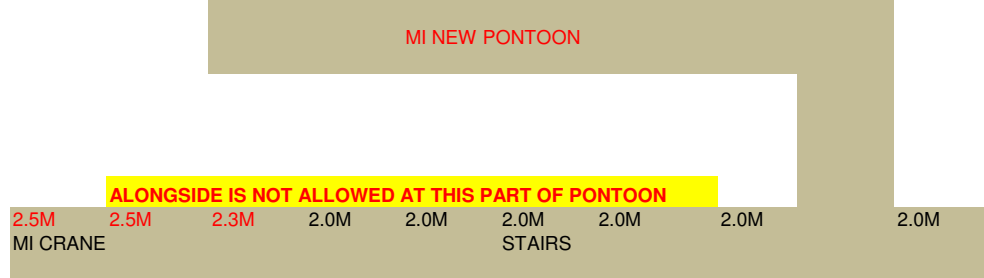 MI NEW PONTOON
ALONGSIDE IS NOT ALLOWED AT THIS PART OF PONTOON
2.5M 2.5M 2.3M 2.0M 2.0M 2.0M 2.0M 2.0M 2.0M
MI CRANE STAIRS